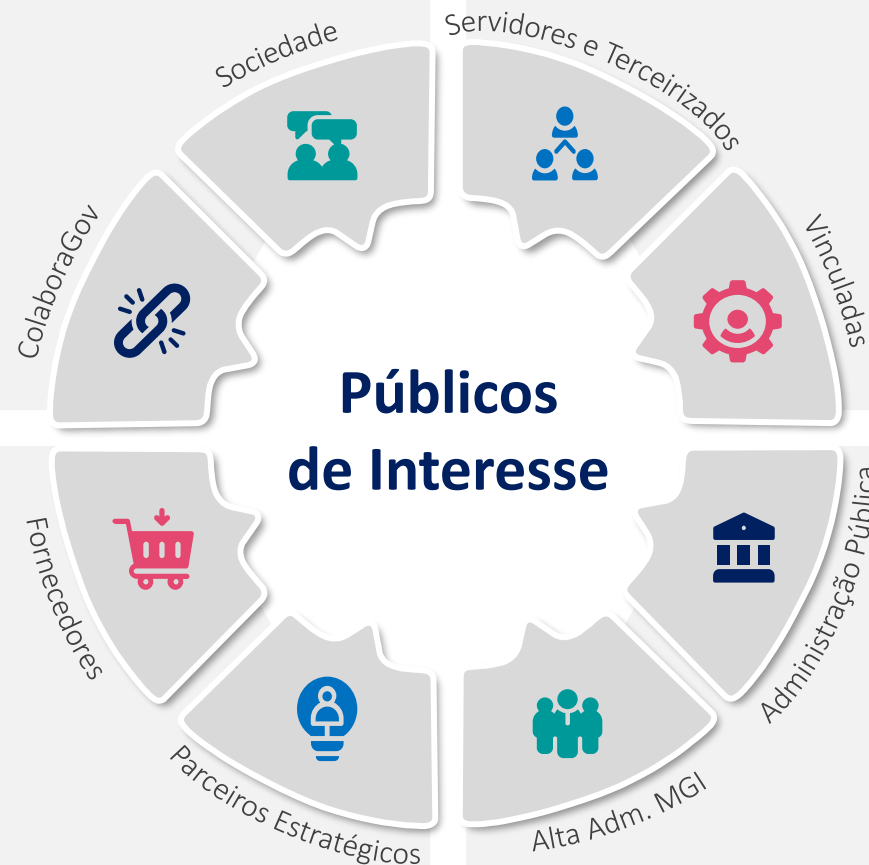 Sociedade
Servidores e Terceirizados
ColaboraGov
Vinculadas
Públicos
de Interesse
Fornecedores
Administração Pública
Parceiros Estratégicos
Alta Adm. MGI